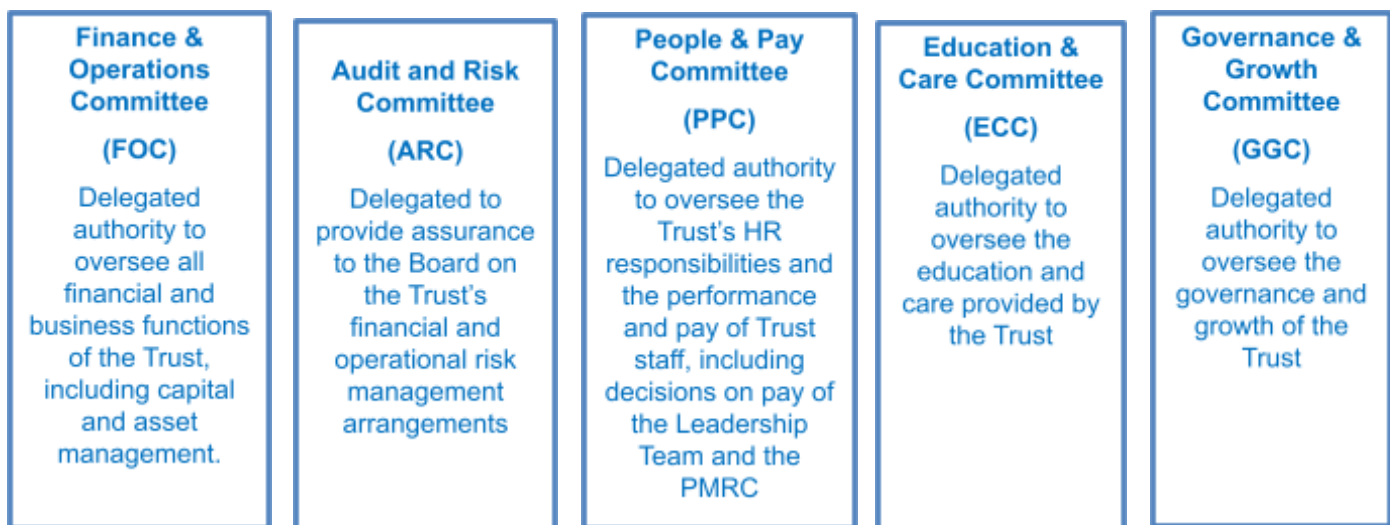 Finance &
Operations
Committee
(FOC)
Delegated
authority to
oversee all
financial and
business functions
of the Trust,
including capital
and asset
management.
Audit and Risk
Committee
(ARC)
Delegated to
provide assurance
to the Board on
the Trust's
financial and
operational risk
management
arrangements
People & Pay
Committee
(PPC)
Delegated authority
to oversee the
Trust's HR
responsibilities and
the performance
and pay of Trust
staff, including
decisions on pay of
the Leadership
Team and the
PMRC
Education &
Care Committee
(ECC)
Delegated
authority to
oversee the
education and
care provided by
the Trust
Governance &
Growth
Committee
(GGC)
Delegated
authority to
oversee the
governance and
growth of the
Trust